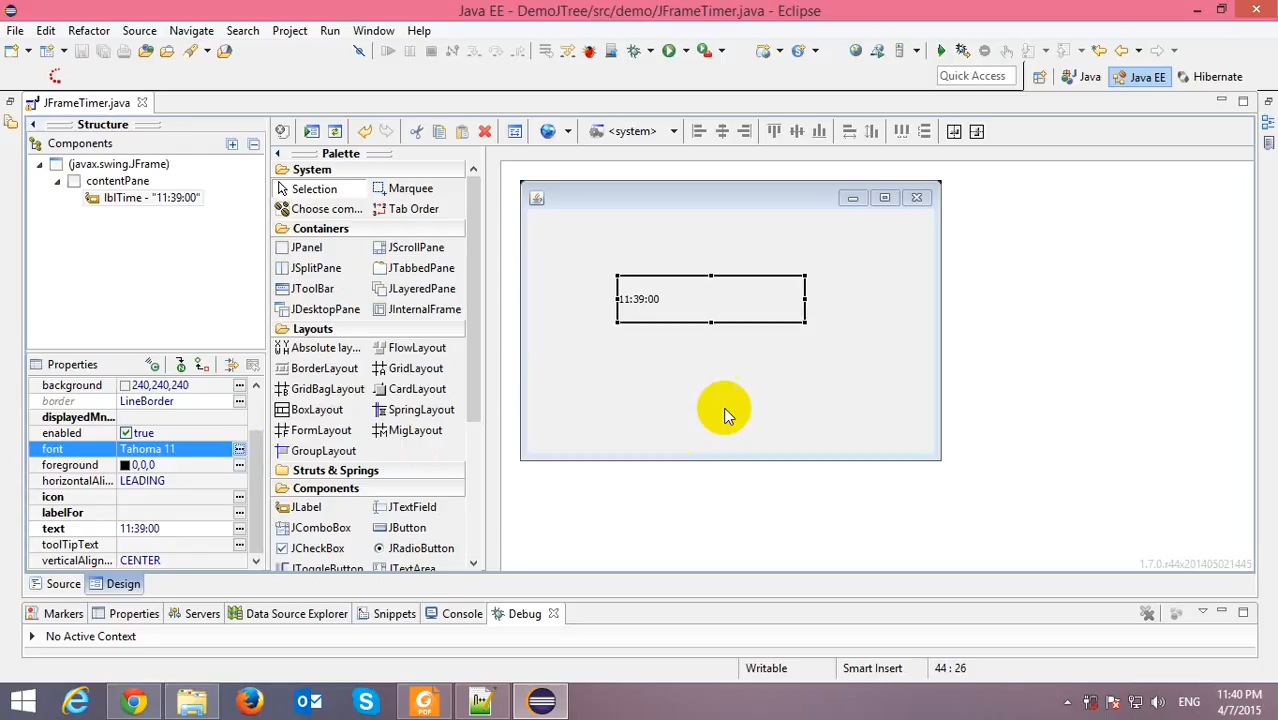 Java EE - DemoJTree/src/demo/JFrameTimer.java - Eclipse
File Edit Refactor Source Navigate Search Project Run Window Help
Quick Access Java Java EE Hibernate
JFrameTimer.java
Structure
Components
(javax.swing.JFrame)
contentPane
lblTime - "11:39:00"
Properties
background 240,240,240
border LineBorder
displayedMn...
enabled true
font Tahoma 11
foreground 0,0,0
horizontalAli... LEADING
icon
labelFor
text 11:39:00
toolTipText
verticalAlign... CENTER
Source Design
Palette
System
Selection Marquee
Choose com... Tab Order
Containers
JPanel JScrollPane
JSplitPane JTabbedPane
JToolBar JLayeredPane
JDesktopPane JInternalFrame
Layouts
Absolute lay... FlowLayout
BorderLayout GridLayout
GridBagLayout CardLayout
BoxLayout SpringLayout
FormLayout MigLayout
GroupLayout
Struts & Springs
Components
JLabel JTextField
JComboBox JButton
JCheckBox JRadioButton
JToggleButton JTextArea
<system>
11:39:00
1.7.0.r44x201405021445
Markers Properties Servers Data Source Explorer Snippets Console Debug
No Active Context
Writable Smart Insert 44 : 26
PDF
ENG
11:40 PM
4/7/2015